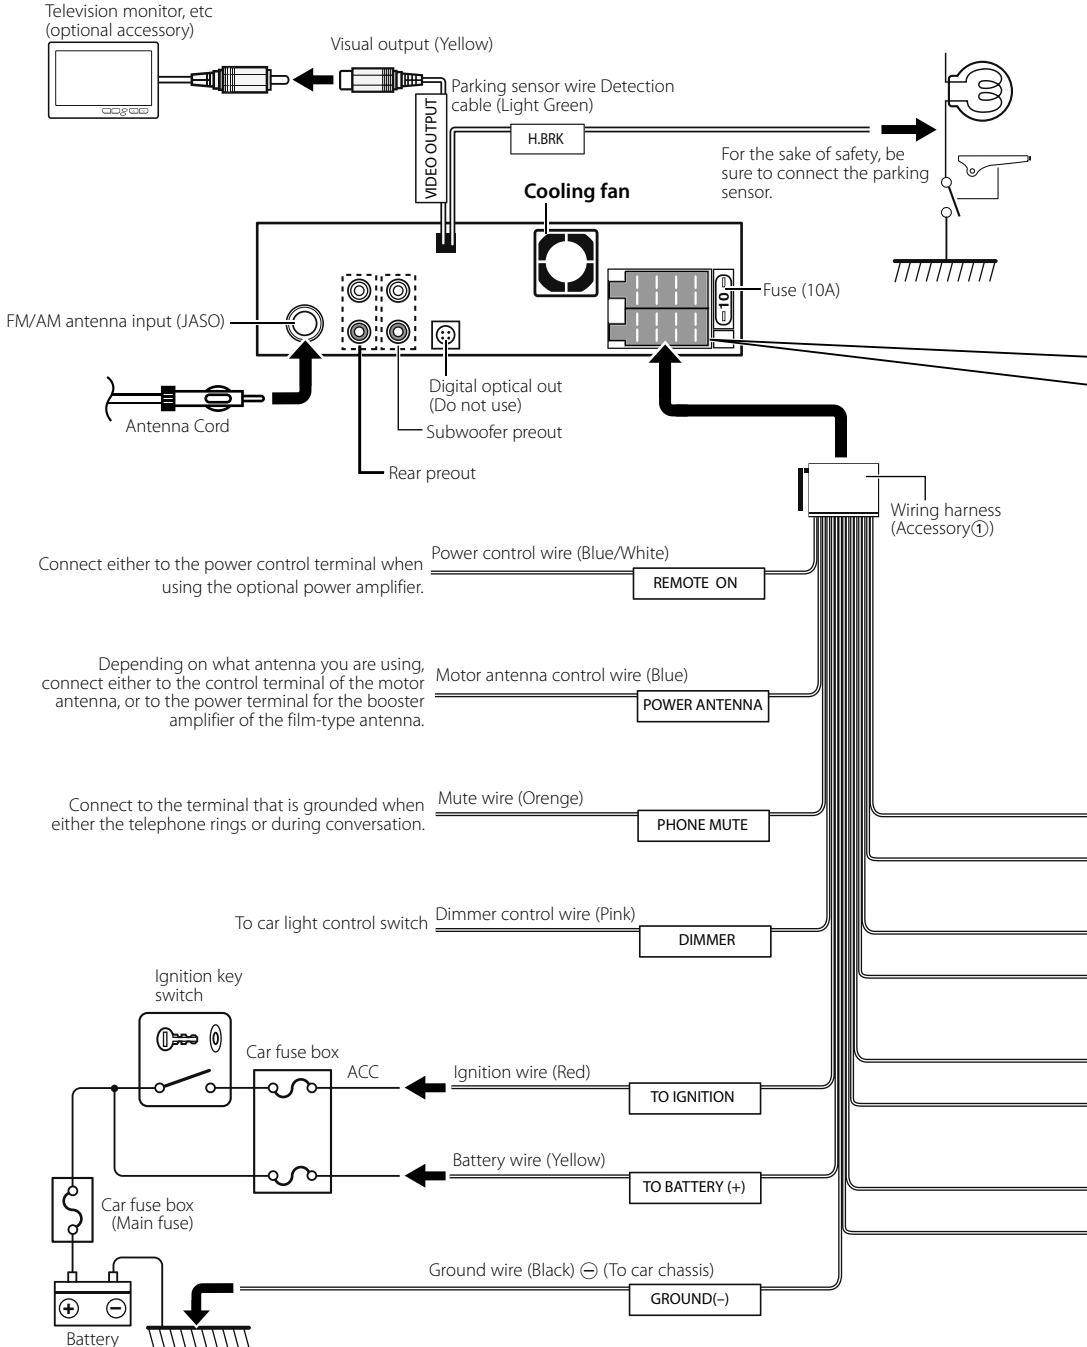 Television monitor, etc
(optional accessory)
Visual output (Yellow)
Parking sensor wire Detection
cable (Light Green)
VIDEO OUTPUT
H.BRK
For the sake of safety, be
sure to connect the parking
sensor.
Cooling fan
10
Fuse (10A)
FM/AM antenna input (JASO)
Antenna Cord
Digital optical out
(Do not use)
Subwoofer preout
Rear preout
Wiring harness
(Accessory①)
Connect either to the power control terminal when
using the optional power amplifier.
Power control wire (Blue/White)
REMOTE ON
Depending on what antenna you are using,
connect either to the control terminal of the motor
antenna, or to the power terminal for the booster
amplifier of the film-type antenna.
Motor antenna control wire (Blue)
POWER ANTENNA
Connect to the terminal that is grounded when
either the telephone rings or during conversation.
Mute wire (Orenge)
PHONE MUTE
To car light control switch
Dimmer control wire (Pink)
DIMMER
Ignition key
switch
Car fuse box
ACC
Ignition wire (Red)
TO IGNITION
Battery wire (Yellow)
TO BATTERY (+)
Car fuse box
(Main fuse)
Ground wire (Black) ⊖ (To car chassis)
GROUND(–)
⊕ ⊖
Battery